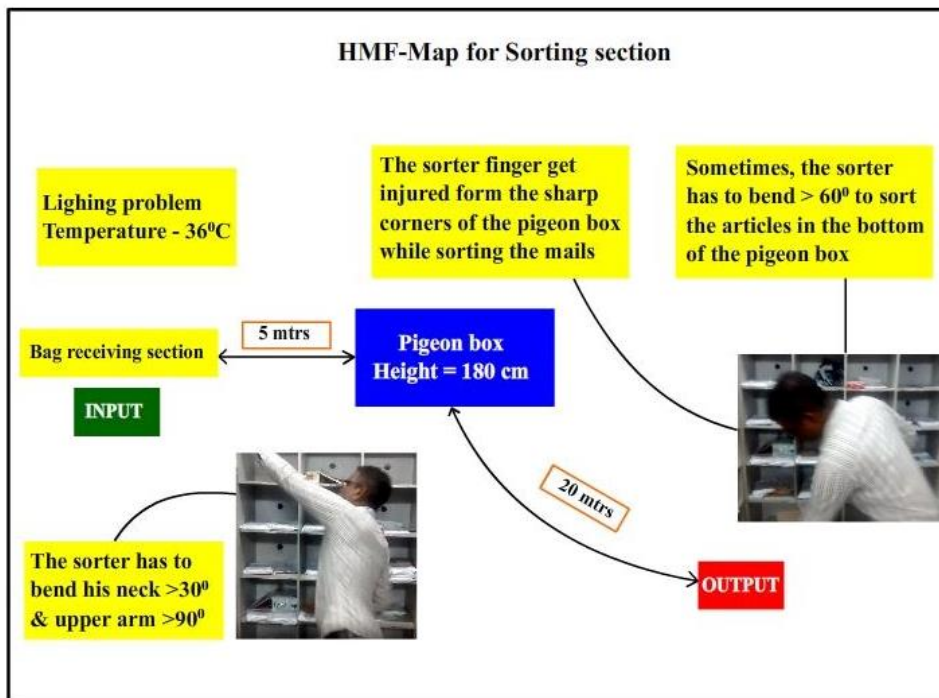 HMF-Map for Sorting section
Lighing problem
Temperature - 36⁰C
The sorter finger get
injured form the sharp
corners of the pigeon box
while sorting the mails
Sometimes, the sorter
has to bend > 60⁰ to sort
the articles in the bottom
of the pigeon box
Bag receiving section
5 mtrs
Pigeon box
Height = 180 cm
INPUT
20 mtrs
The sorter has to
bend his neck >30⁰
& upper arm >90⁰
OUTPUT